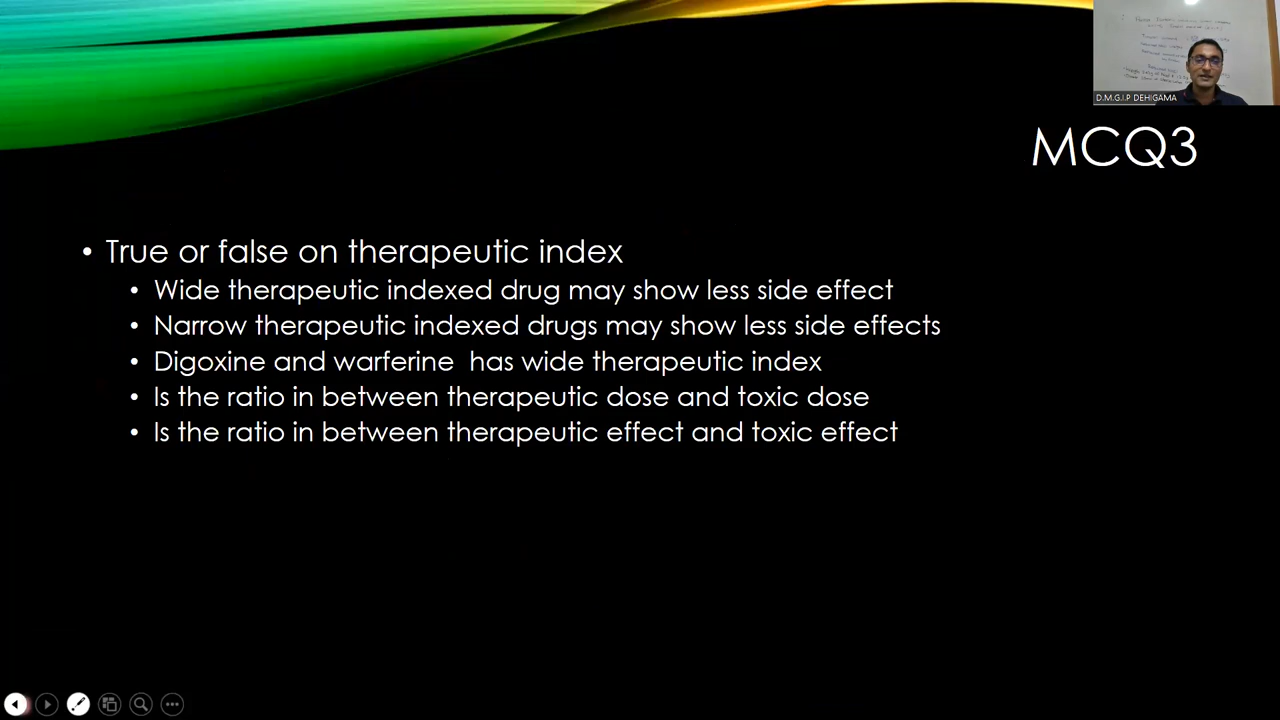 D.M.G.I.P DEHIGAMA
MCQ3
• True or false on therapeutic index
• Wide therapeutic indexed drug may show less side effect
• Narrow therapeutic indexed drugs may show less side effects
• Digoxine and warferine has wide therapeutic index
• Is the ratio in between therapeutic dose and toxic dose
• Is the ratio in between therapeutic effect and toxic effect